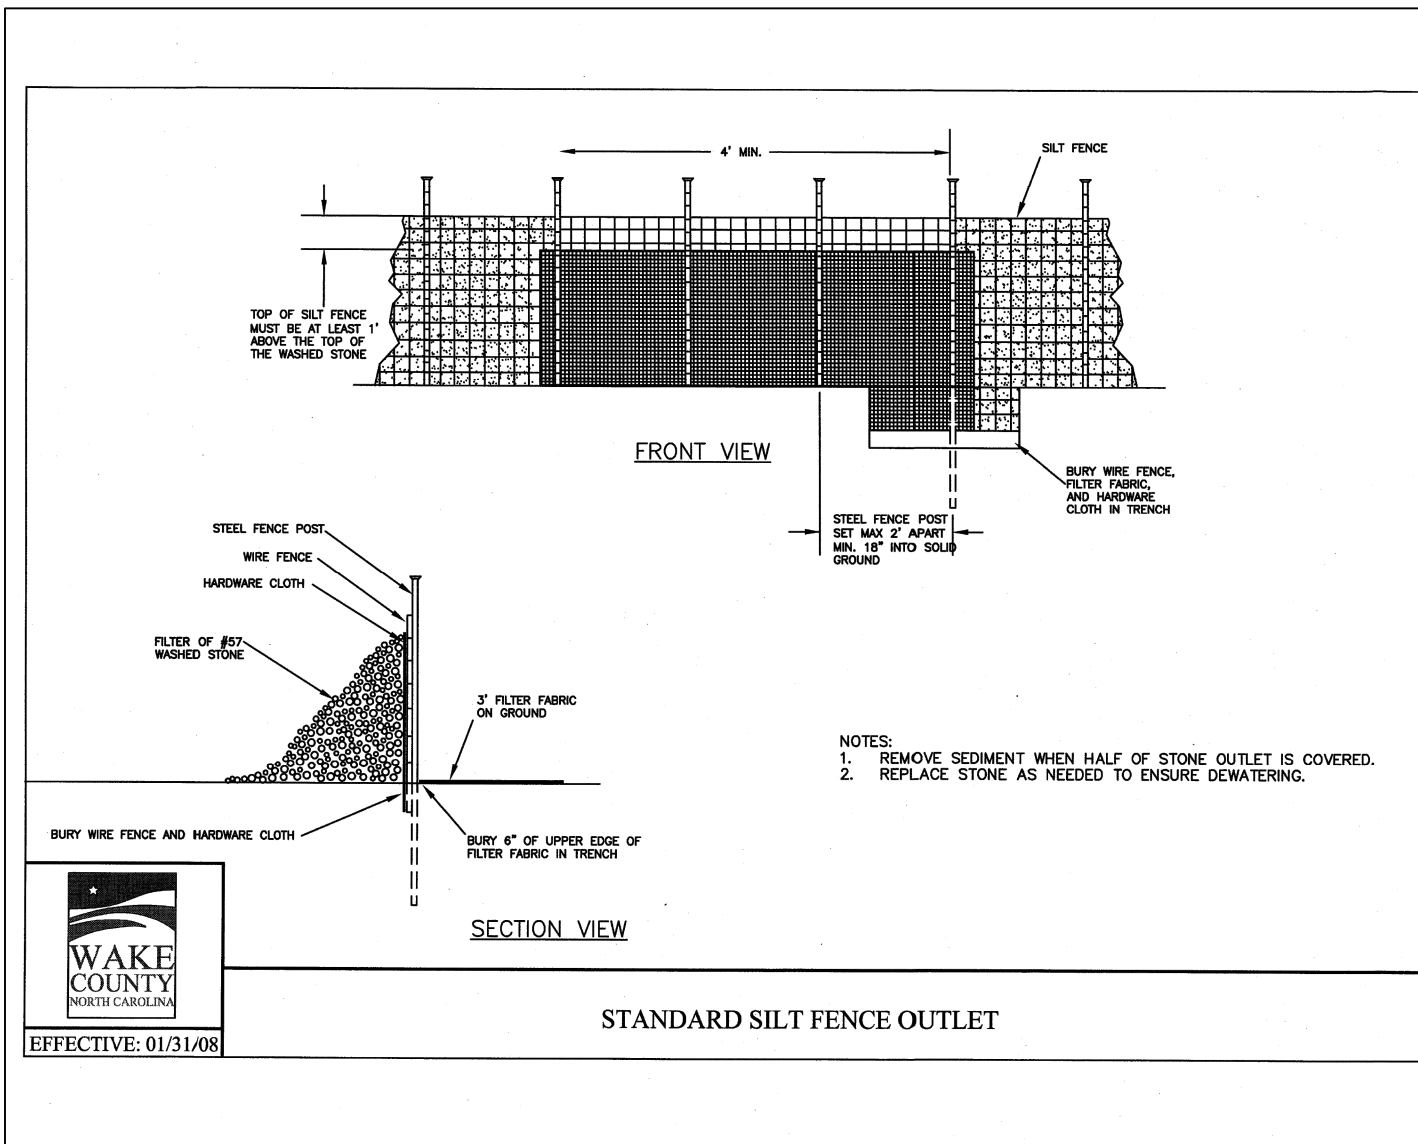 4' MIN.
SILT FENCE
TOP OF SILT FENCE
MUST BE AT LEAST 1'
ABOVE THE TOP OF
THE WASHED STONE
FRONT VIEW
BURY WIRE FENCE,
FILTER FABRIC,
AND HARDWARE
CLOTH IN TRENCH
STEEL FENCE POST
SET MAX 2' APART
MIN. 18" INTO SOLID
GROUND
STEEL FENCE POST
WIRE FENCE
HARDWARE CLOTH
FILTER OF #57
WASHED STONE
3' FILTER FABRIC
ON GROUND
BURY WIRE FENCE AND HARDWARE CLOTH
BURY 6" OF UPPER EDGE OF
FILTER FABRIC IN TRENCH
SECTION VIEW
NOTES:
1. REMOVE SEDIMENT WHEN HALF OF STONE OUTLET IS COVERED.
2. REPLACE STONE AS NEEDED TO ENSURE DEWATERING.
WAKE
COUNTY
NORTH CAROLINA
EFFECTIVE: 01/31/08
STANDARD SILT FENCE OUTLET